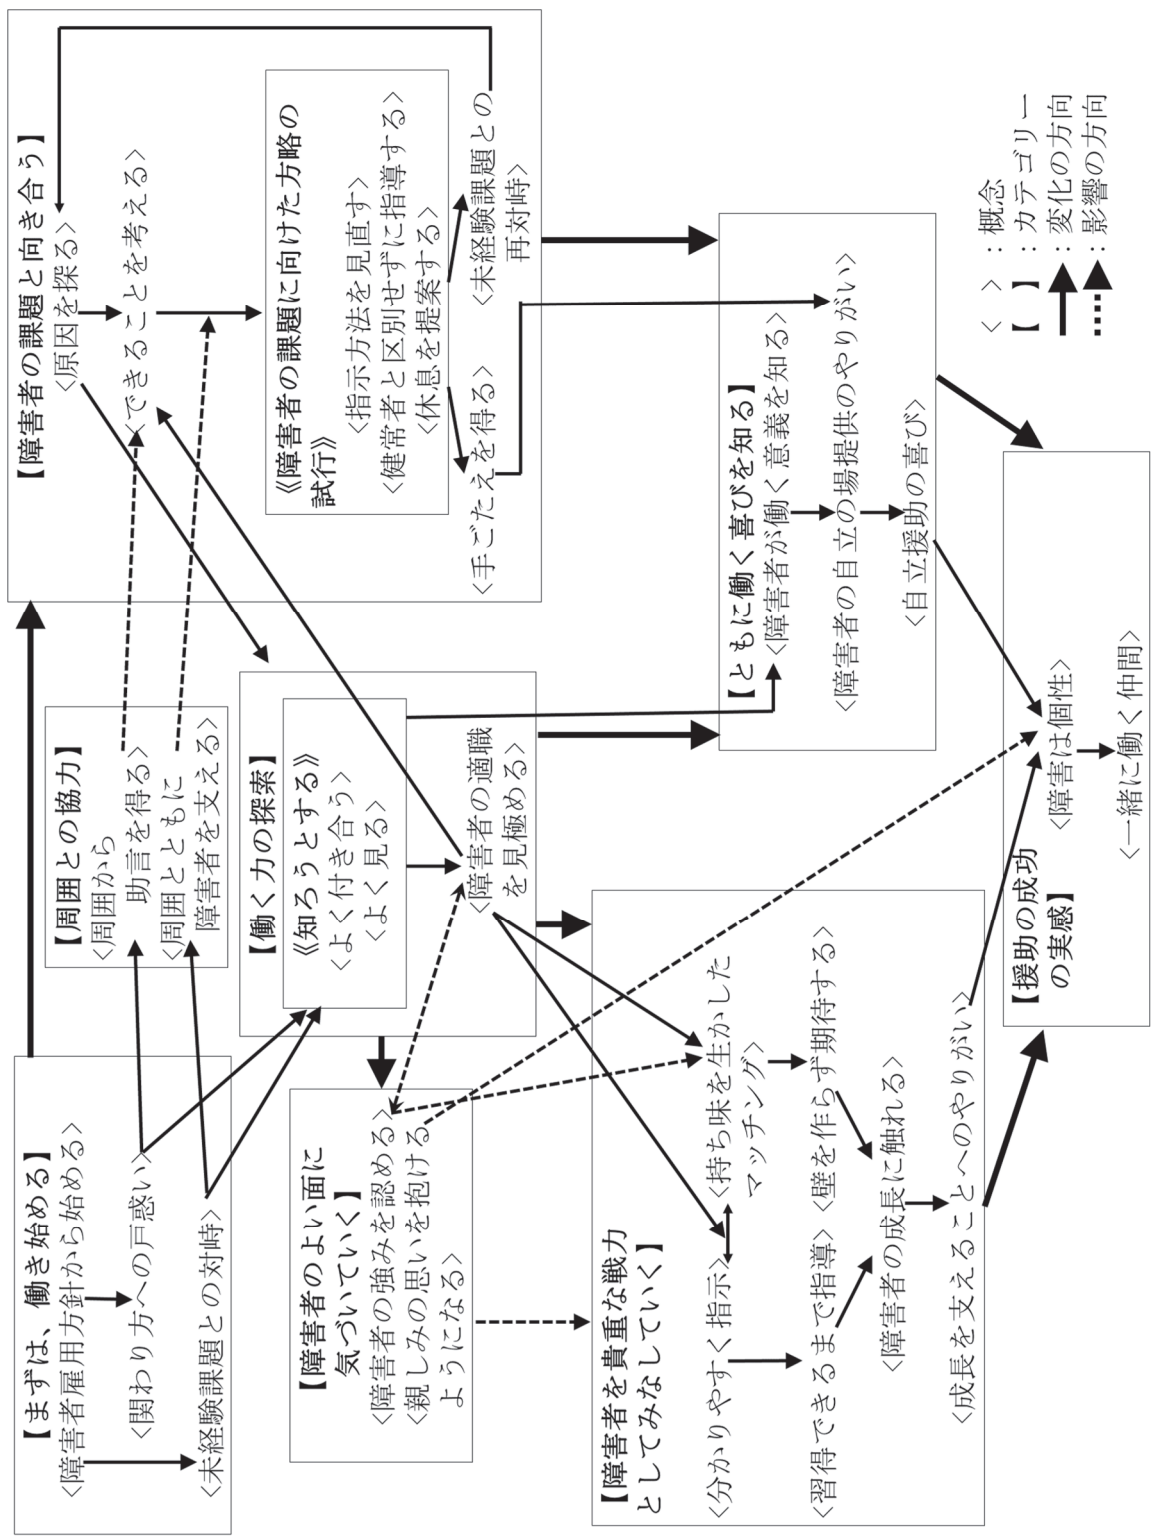 【まずは、働き始める】
<障害者雇用方針から始める>
<関わり方への戸惑い>
<未経験課題との対峙>
【周囲との協力】
<周囲から
助言を得る>
<周囲とともに
障害者を支える>
【障害者の課題と向き合う】
<原因を探る>
<できることを考える>
《障害者の課題に向けた方略の
試行》
<指示方法を見直す>
<健常者と区別せずに指導する>
<休息を提案する>
<手ごたえを得る>
<未経験課題との
再対峙>
【働く力の探索】
《知ろうとする》
<よく付き合う>
<よく見る>
<障害者の適職
を見極める>
【障害者のよい面に
気づいていく】
<障害者の強みを認める>
<親しみの思いを抱ける
ようになる>
【障害者を貴重な戦力
としてみなしていく】
<分かりやすく指示>
<持ち味を生かした
マッチング>
<習得できるまで指導>
<壁を作らず期待する>
<障害者の成長に触れる>
<成長を支えることへのやりがい>
【ともに働く喜びを知る】
<障害者が働く意義を知る>
<障害者の自立の場提供のやりがい>
<自立援助の喜び>
【援助の成功
の実感】
<障害は個性>
<一緒に働く仲間>
< > :概念
【 】 :カテゴリー
:変化の方向
:影響の方向